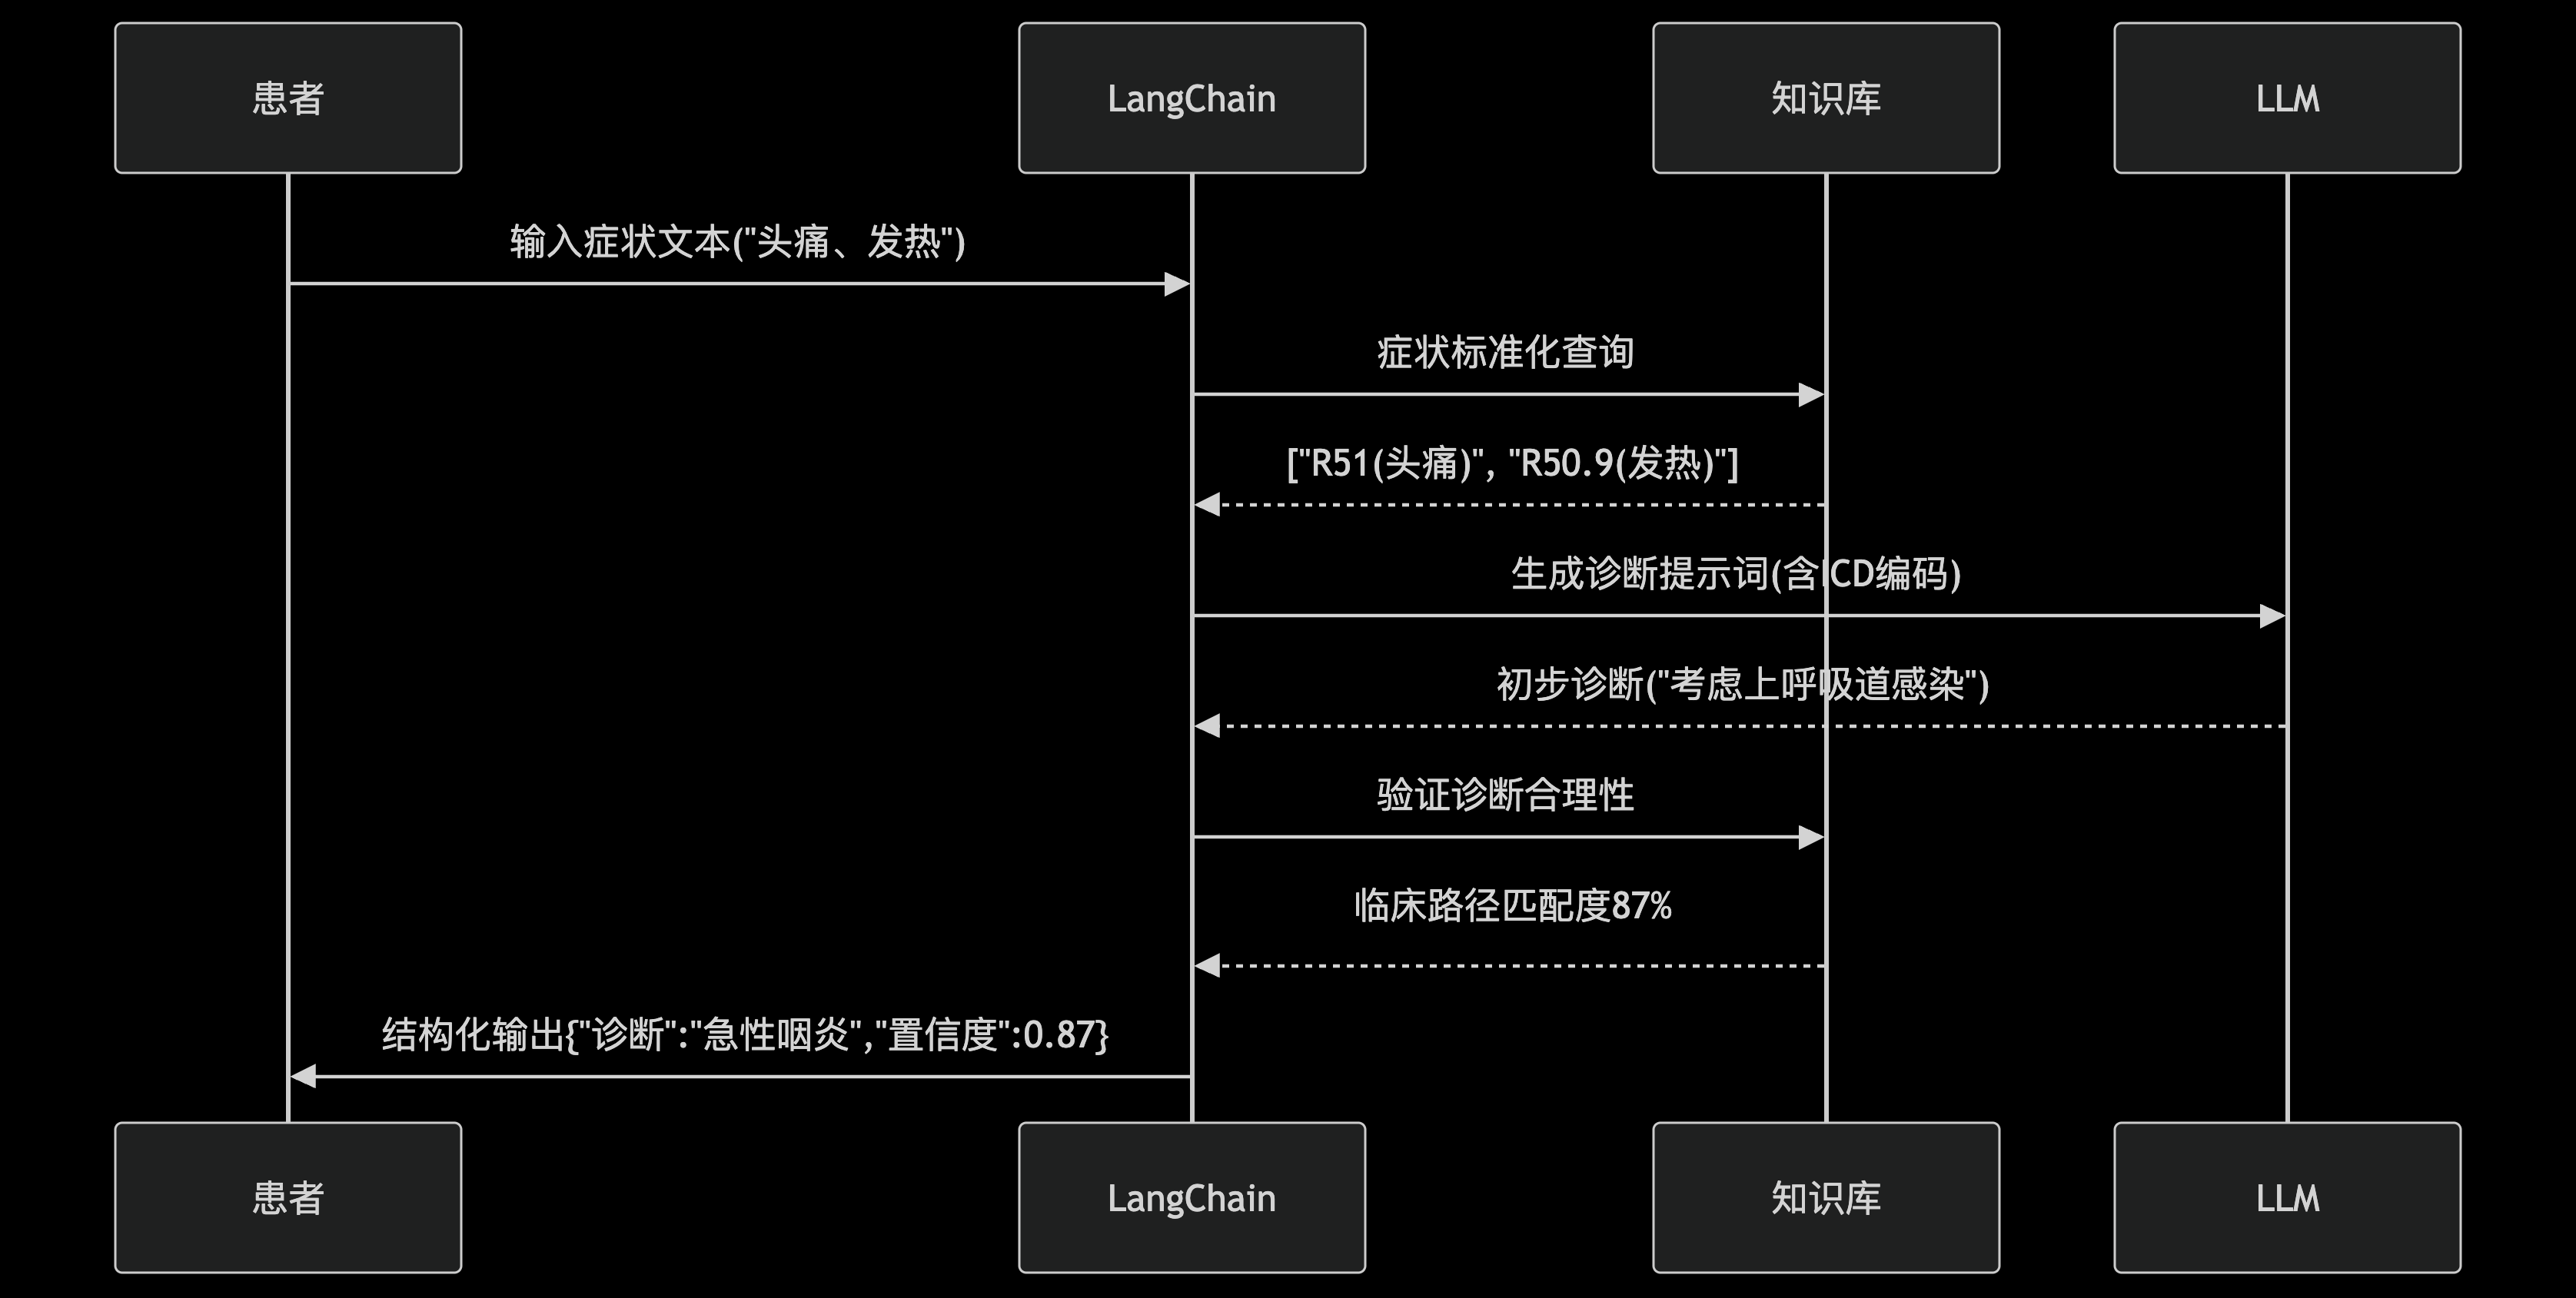 患者
LangChain
知识库
LLM
输入症状文本("头痛、发热")
症状标准化查询
["R51(头痛)", "R50.9(发热)"]
生成诊断提示词(含ICD编码)
初步诊断("考虑上呼吸道感染")
验证诊断合理性
临床路径匹配度87%
结构化输出{"诊断":"急性咽炎","置信度":0.87}
患者
LangChain
知识库
LLM